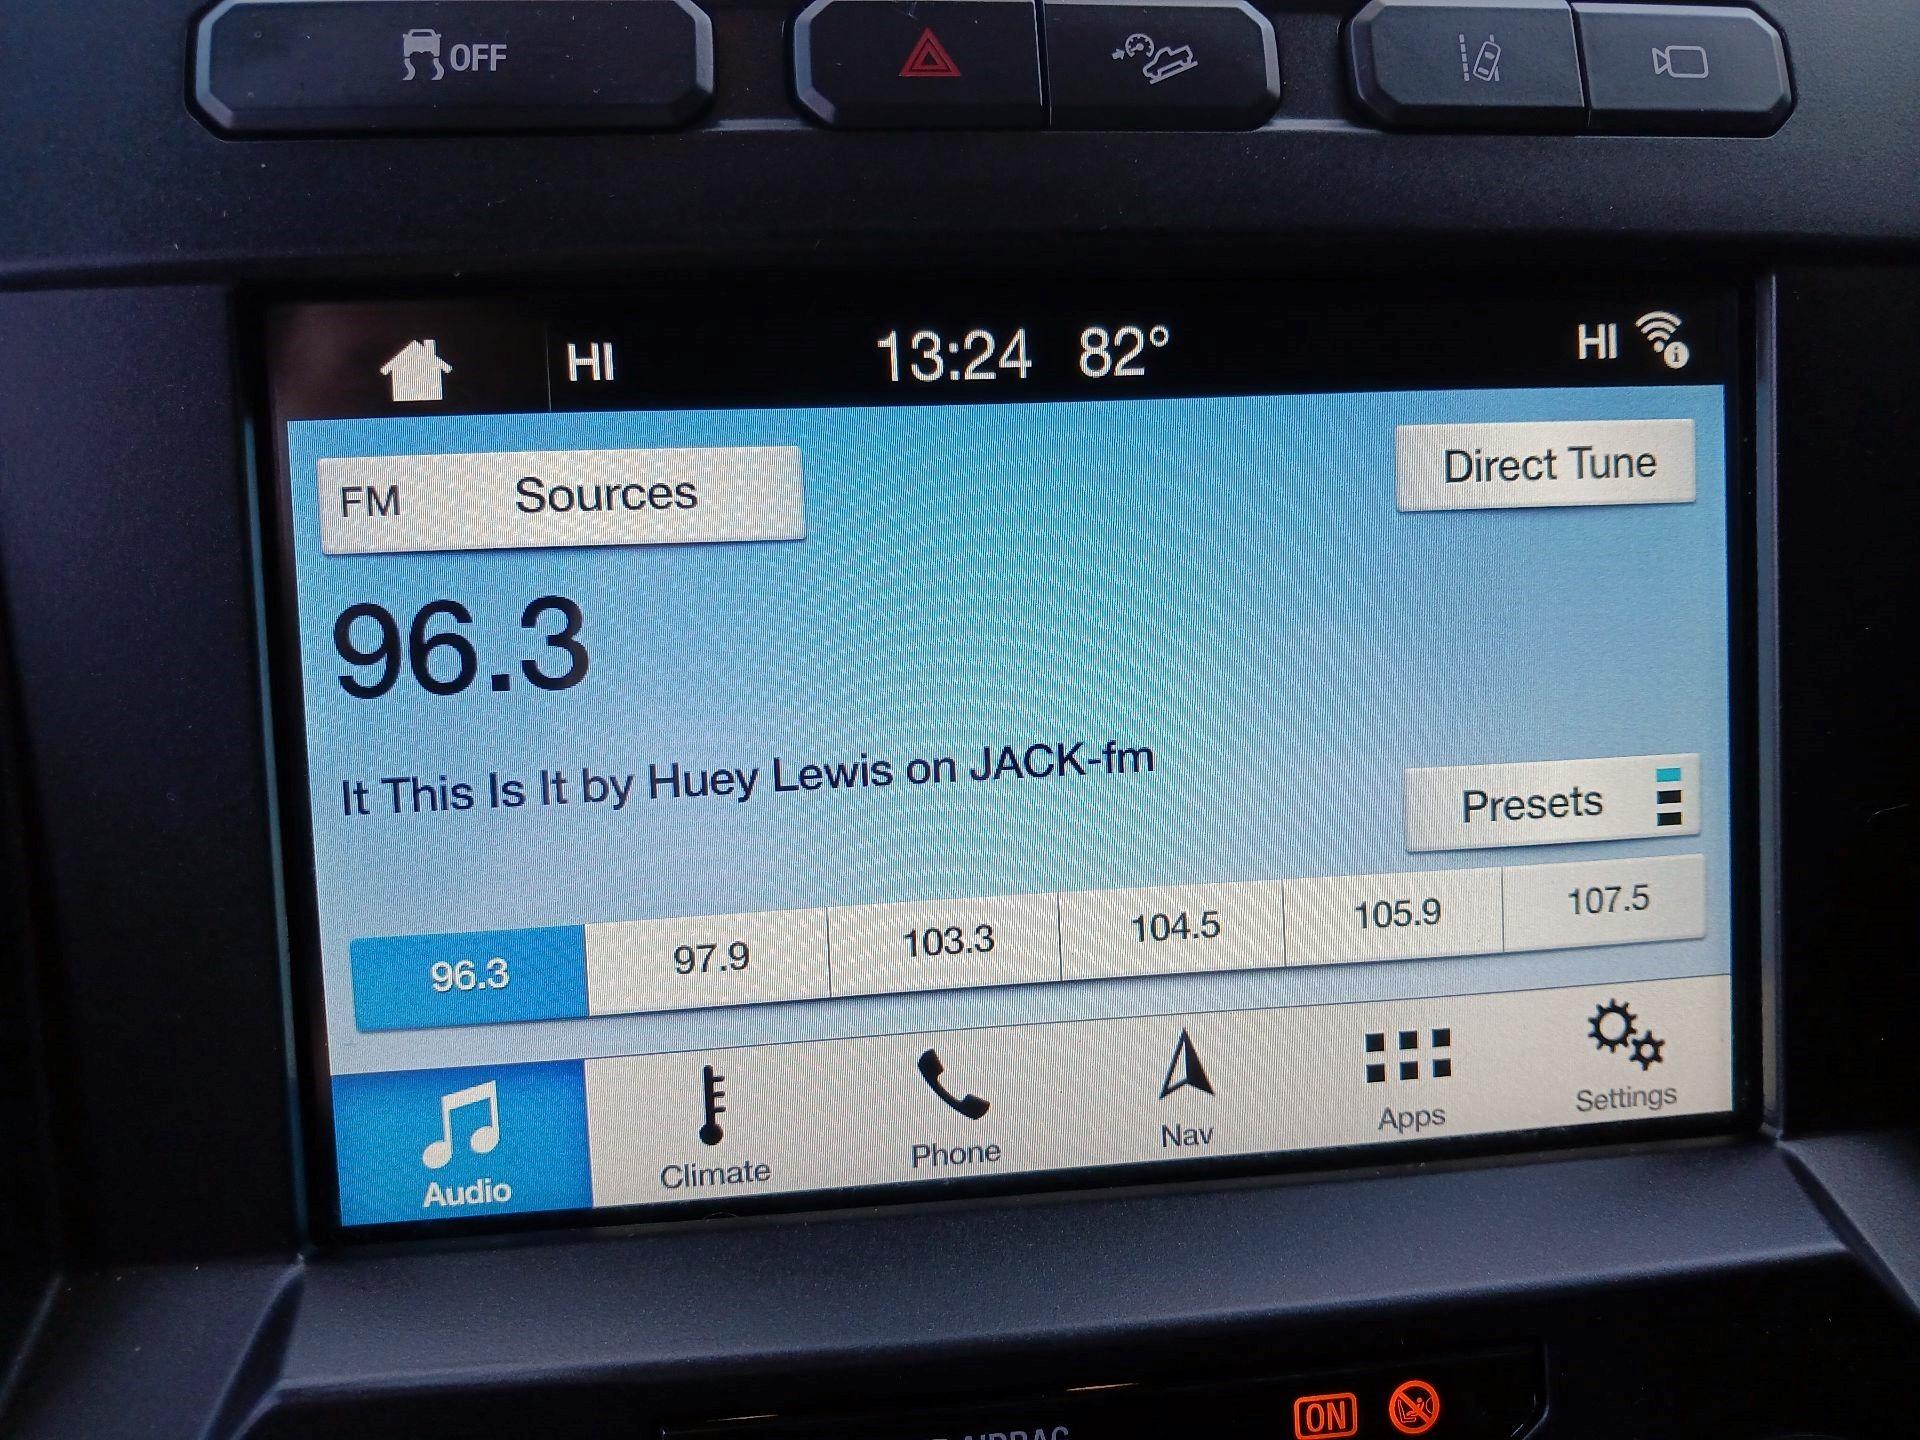 OFF
HI 13:24 82° HI
FM Sources
Direct Tune
96.3
It This Is It by Huey Lewis on JACK-fm
Presets
96.3 97.9 103.3 104.5 105.9 107.5
Audio Climate Phone Nav Apps Settings
ON
AIRBAG